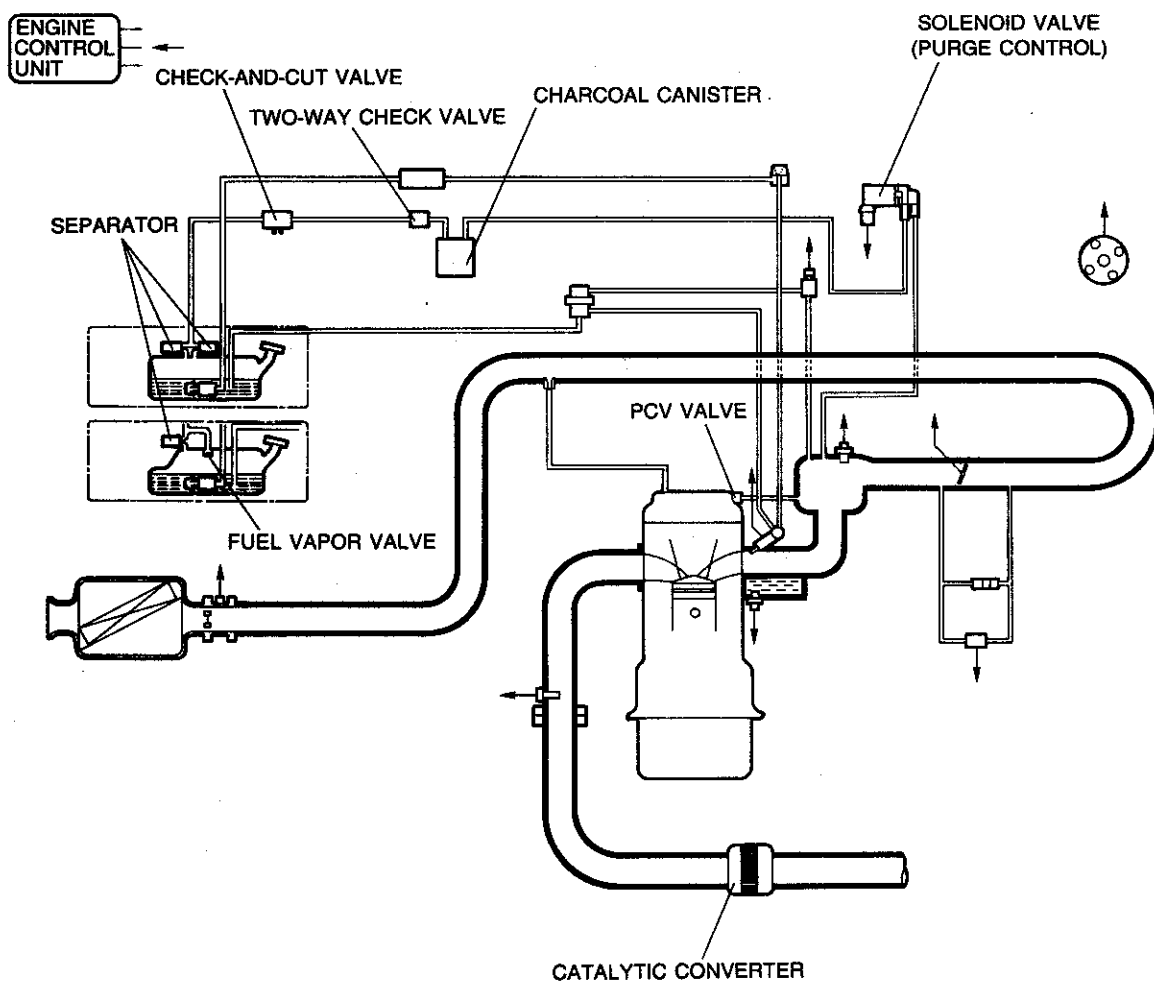 ENGINE
CONTROL
UNIT
SOLENOID VALVE
(PURGE CONTROL)
CHECK-AND-CUT VALVE
CHARCOAL CANISTER
TWO-WAY CHECK VALVE
SEPARATOR
PCV VALVE
FUEL VAPOR VALVE
CATALYTIC CONVERTER